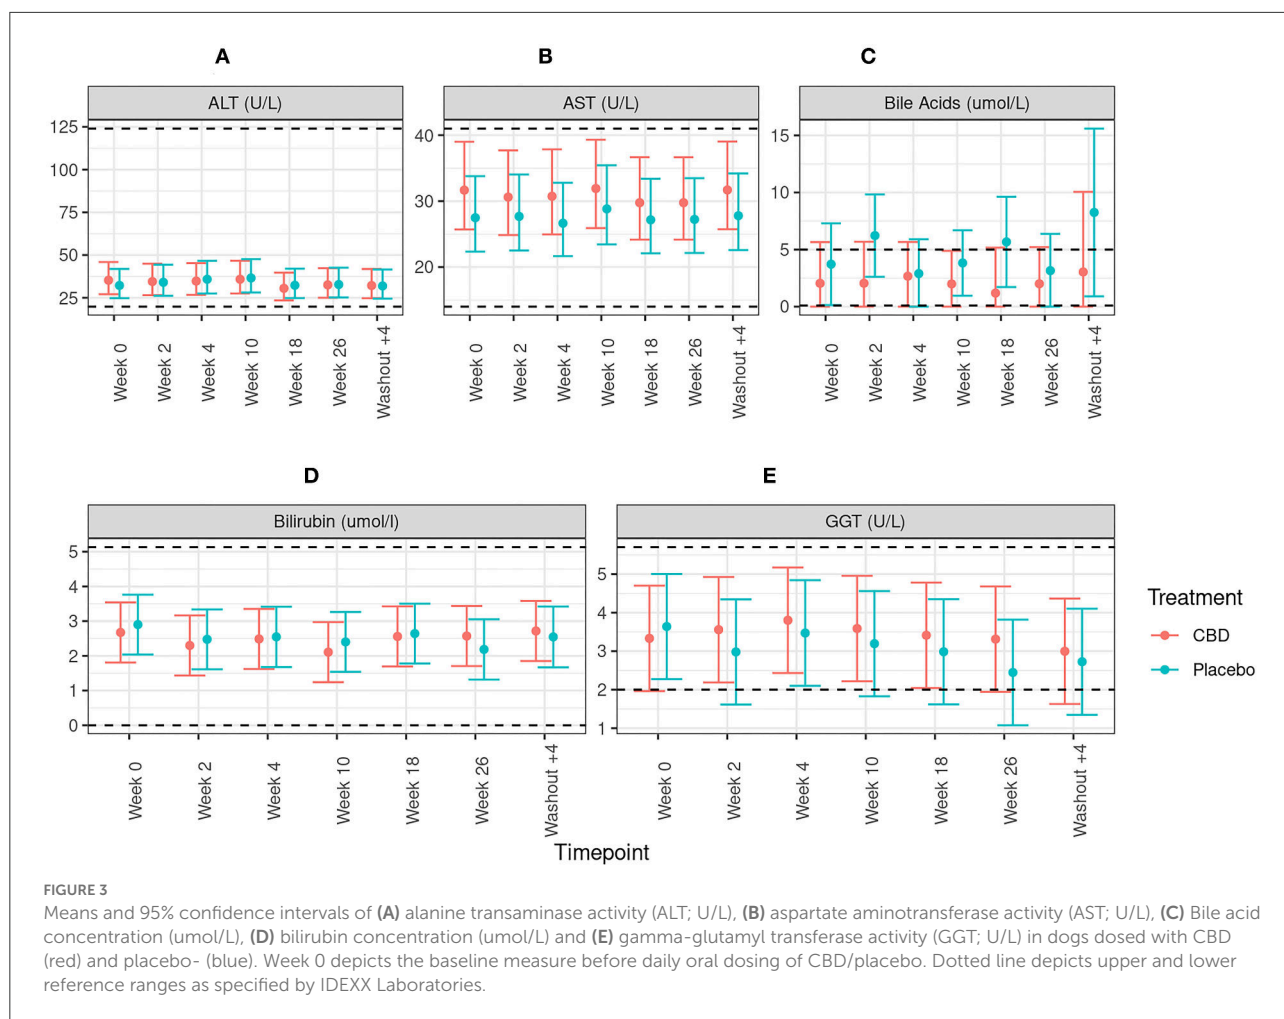 A
B
C
ALT (U/L)
AST (U/L)
Bile Acids (umol/L)
125
100
75
50
25
40
30
20
15
10
5
0
Week 0
Week 2
Week 4
Week 10
Week 18
Week 26
Washout +4
Week 0
Week 2
Week 4
Week 10
Week 18
Week 26
Washout +4
Week 0
Week 2
Week 4
Week 10
Week 18
Week 26
Washout +4
D
E
Bilirubin (umol/l)
GGT (U/L)
5
4
3
2
1
0
5
4
3
2
1
Week 0
Week 2
Week 4
Week 10
Week 18
Week 26
Washout +4
Week 0
Week 2
Week 4
Week 10
Week 18
Week 26
Washout +4
Treatment
CBD
Placebo
Timepoint
FIGURE 3
Means and 95% confidence intervals of (A) alanine transaminase activity (ALT; U/L), (B) aspartate aminotransferase activity (AST; U/L), (C) Bile acid
concentration (umol/L), (D) bilirubin concentration (umol/L) and (E) gamma-glutamyl transferase activity (GGT; U/L) in dogs dosed with CBD
(red) and placebo- (blue). Week 0 depicts the baseline measure before daily oral dosing of CBD/placebo. Dotted line depicts upper and lower
reference ranges as specified by IDEXX Laboratories.